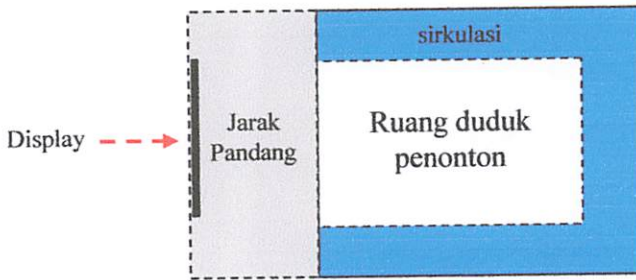 sirkulasi
Display
Jarak
Pandang
Ruang duduk
penonton